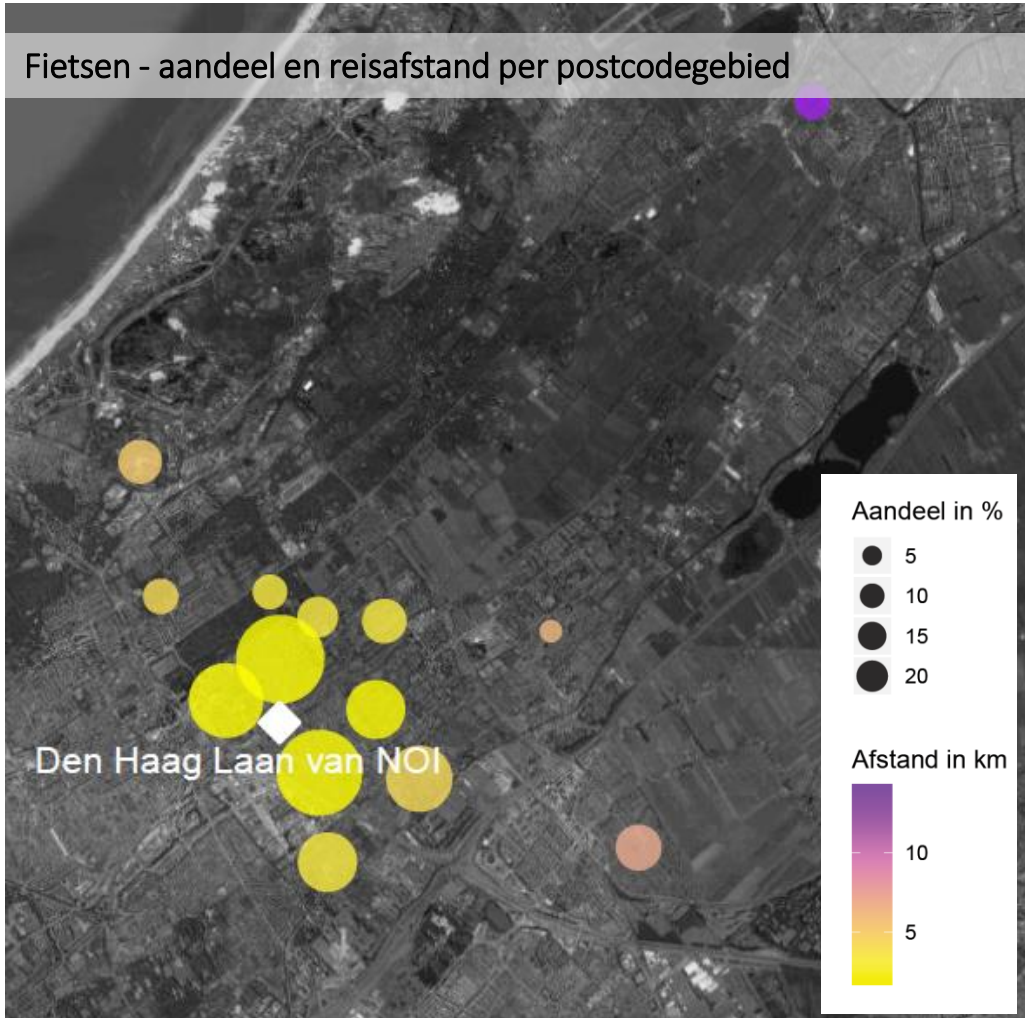 Fietsen - aandeel en reisafstand per postcodegebied
Den Haag Laan van NOI
Aandeel in %
5
10
15
20
Afstand in km
10
5